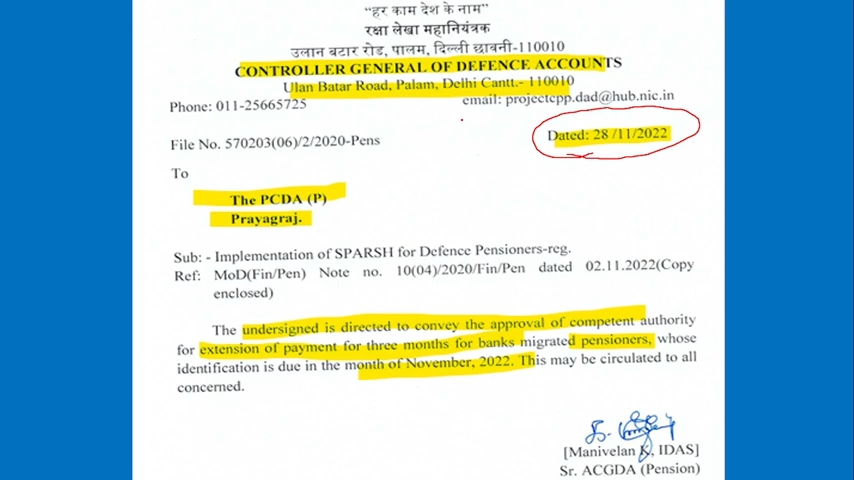 “हर काम देश के नाम”
रक्षा लेखा महानियंत्रक
उलान बटार रोड, पालम, दिल्ली छावनी-110010
CONTROLLER GENERAL OF DEFENCE ACCOUNTS
Ulan Batar Road, Palam, Delhi Cantt.- 110010
Phone: 011-25665725 email: projectcpp.dad@hub.nic.in
File No. 570203(06)/2/2020-Pens Dated: 28 /11/2022
To
The PCDA (P)
Prayagraj.
Sub: - Implementation of SPARSH for Defence Pensioners-reg.
Ref: MoD(Fin/Pen) Note no. 10(04)/2020/Fin/Pen dated 02.11.2022(Copy
enclosed)
The undersigned is directed to convey the approval of competent authority
for extension of payment for three months for banks migrated pensioners, whose
identification is due in the month of November, 2022. This may be circulated to all
concerned.
[Manivelan K, IDAS]
Sr. ACGDA (Pension)